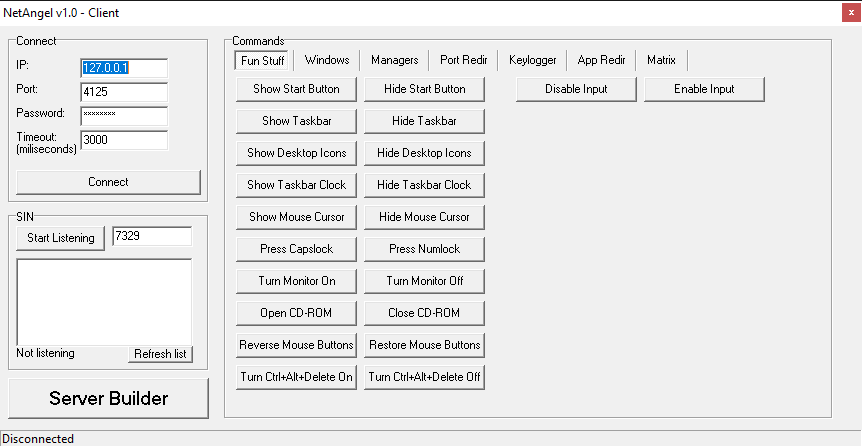 NetAngel v1.0 - Client
Connect
IP:
127.0.0.1
Port:
4125
Password:
××××××××
Timeout:
(miliseconds)
3000
Connect
SIN
Start Listening
7329
Not listening
Refresh list
Server Builder
Commands
Fun Stuff
Windows
Managers
Port Redir
Keylogger
App Redir
Matrix
Show Start Button
Hide Start Button
Disable Input
Enable Input
Show Taskbar
Hide Taskbar
Show Desktop Icons
Hide Desktop Icons
Show Taskbar Clock
Hide Taskbar Clock
Show Mouse Cursor
Hide Mouse Cursor
Press Capslock
Press Numlock
Turn Monitor On
Turn Monitor Off
Open CD-ROM
Close CD-ROM
Reverse Mouse Buttons
Restore Mouse Buttons
Turn Ctrl+Alt+Delete On
Turn Ctrl+Alt+Delete Off
Disconnected